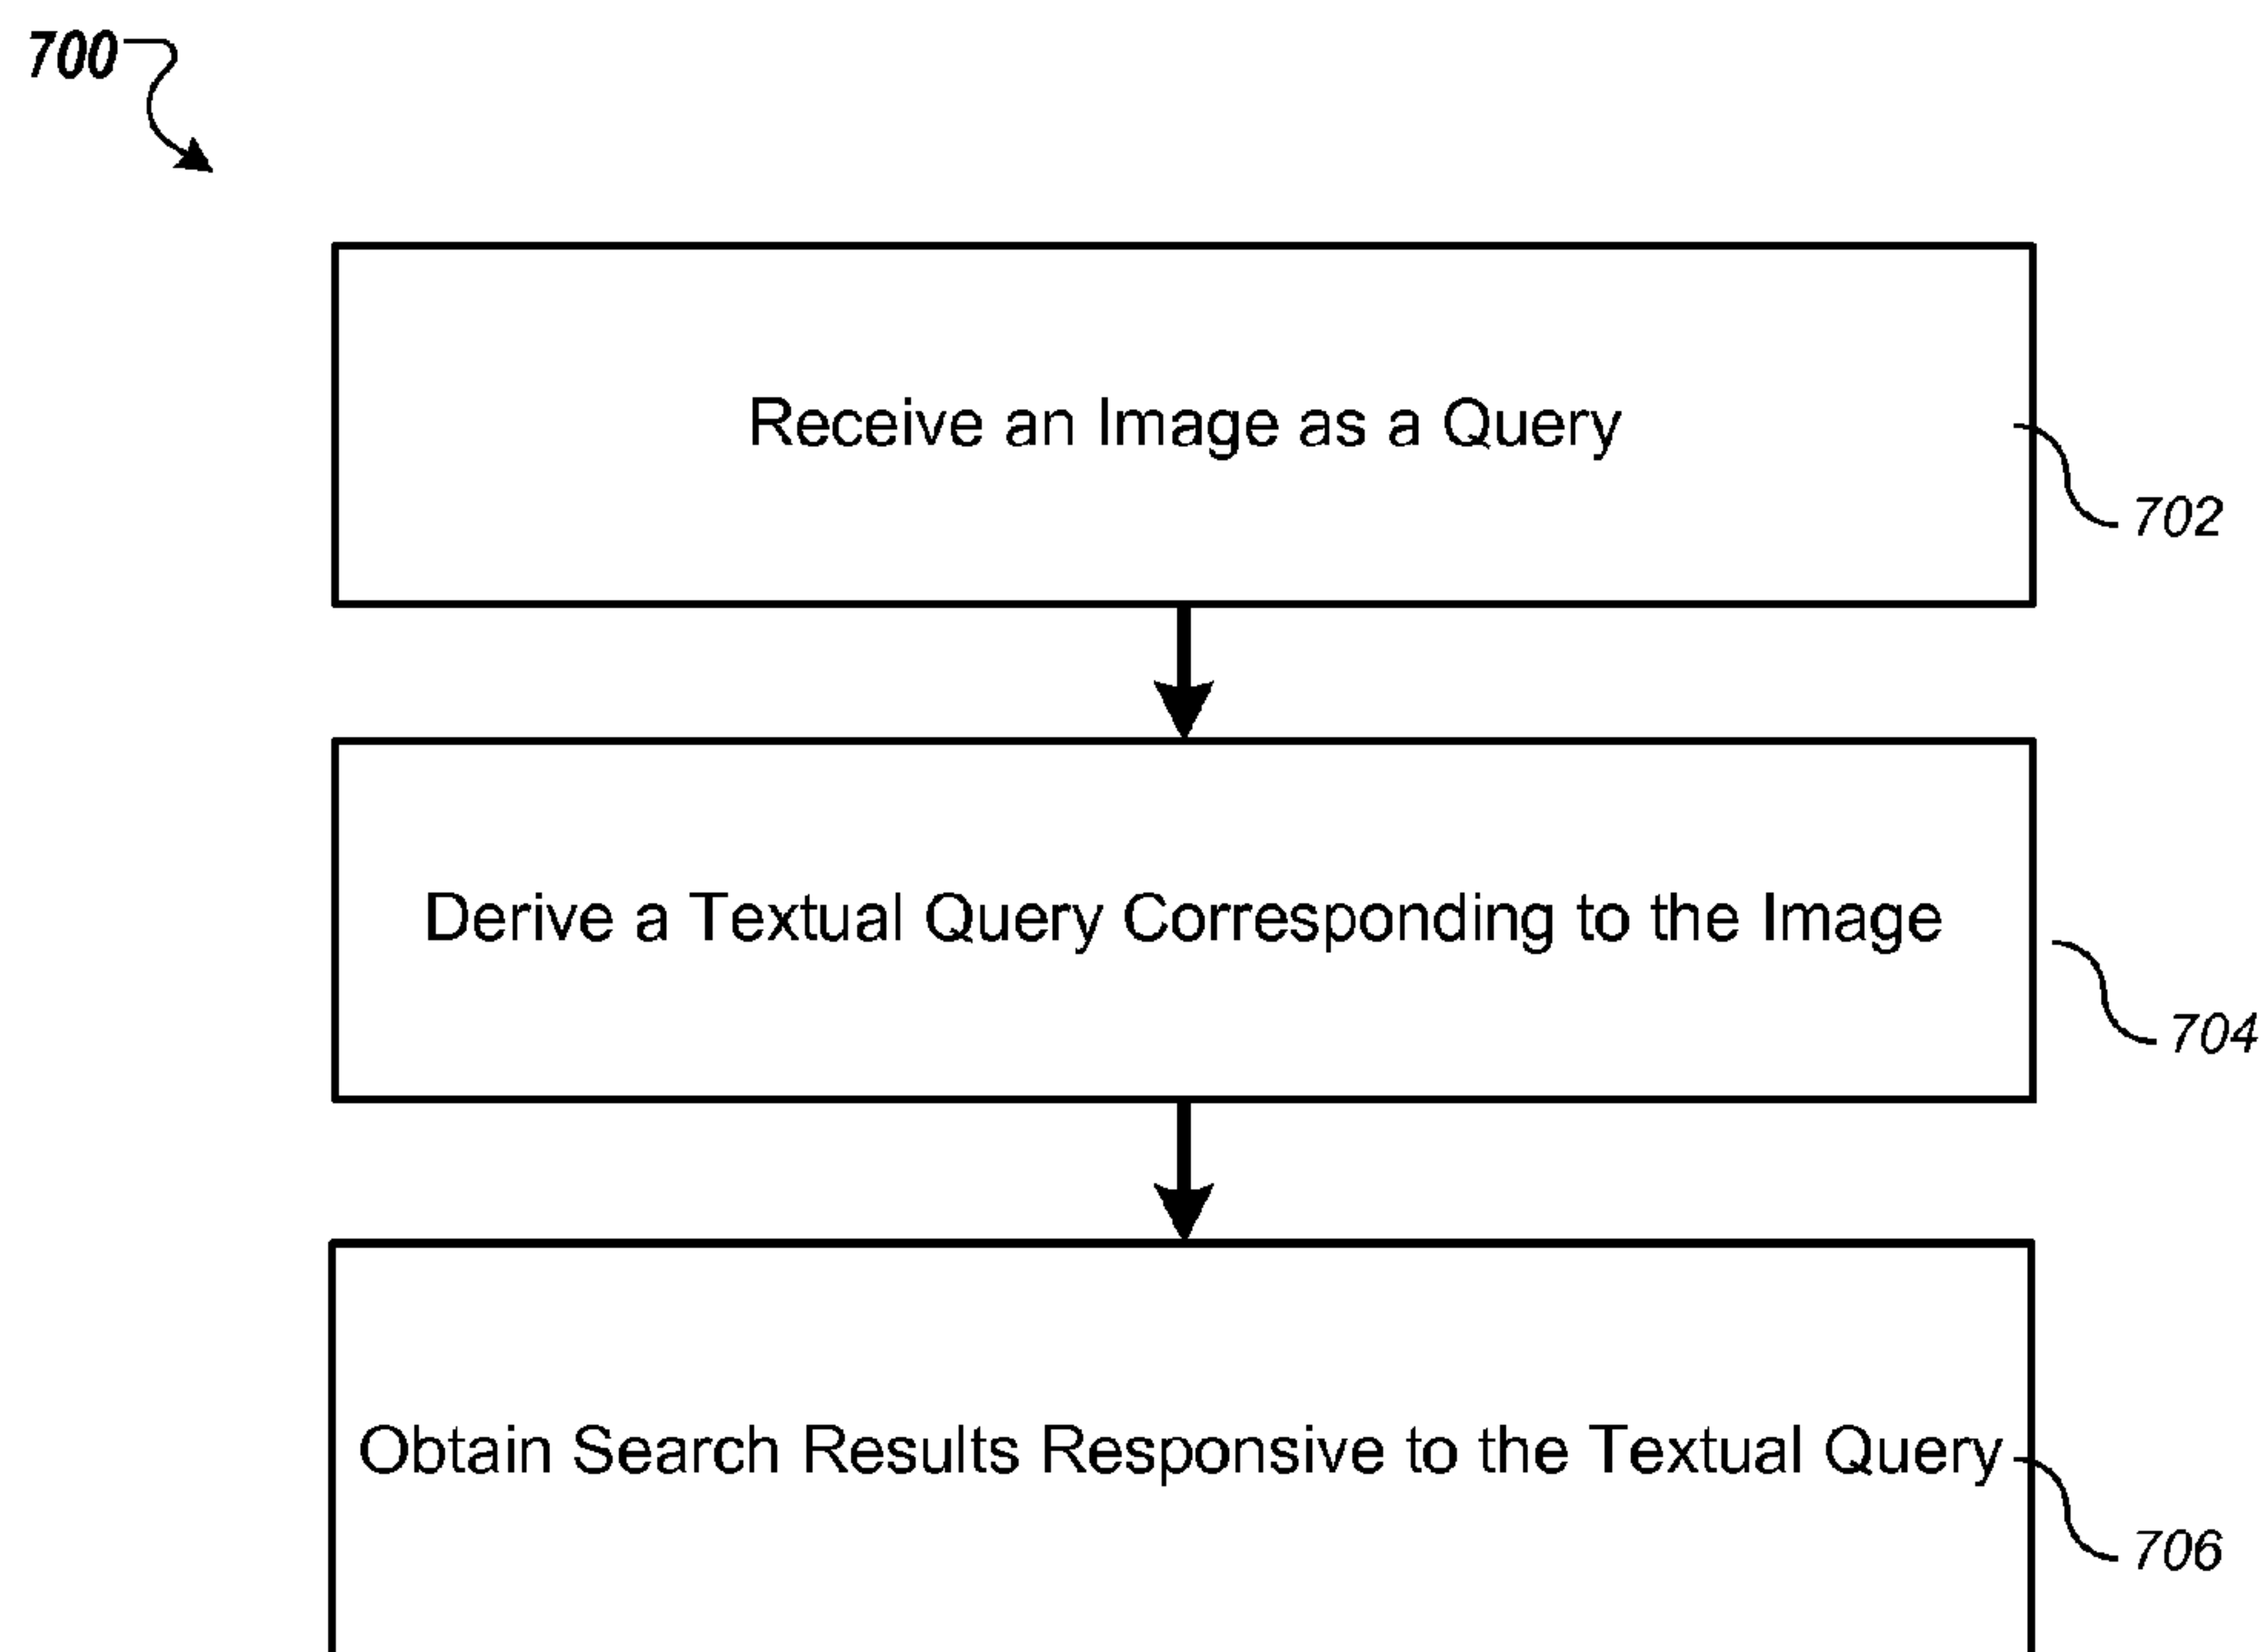 700
Receive an Image as a Query
702
Derive a Textual Query Corresponding to the Image
704
Obtain Search Results Responsive to the Textual Query
706